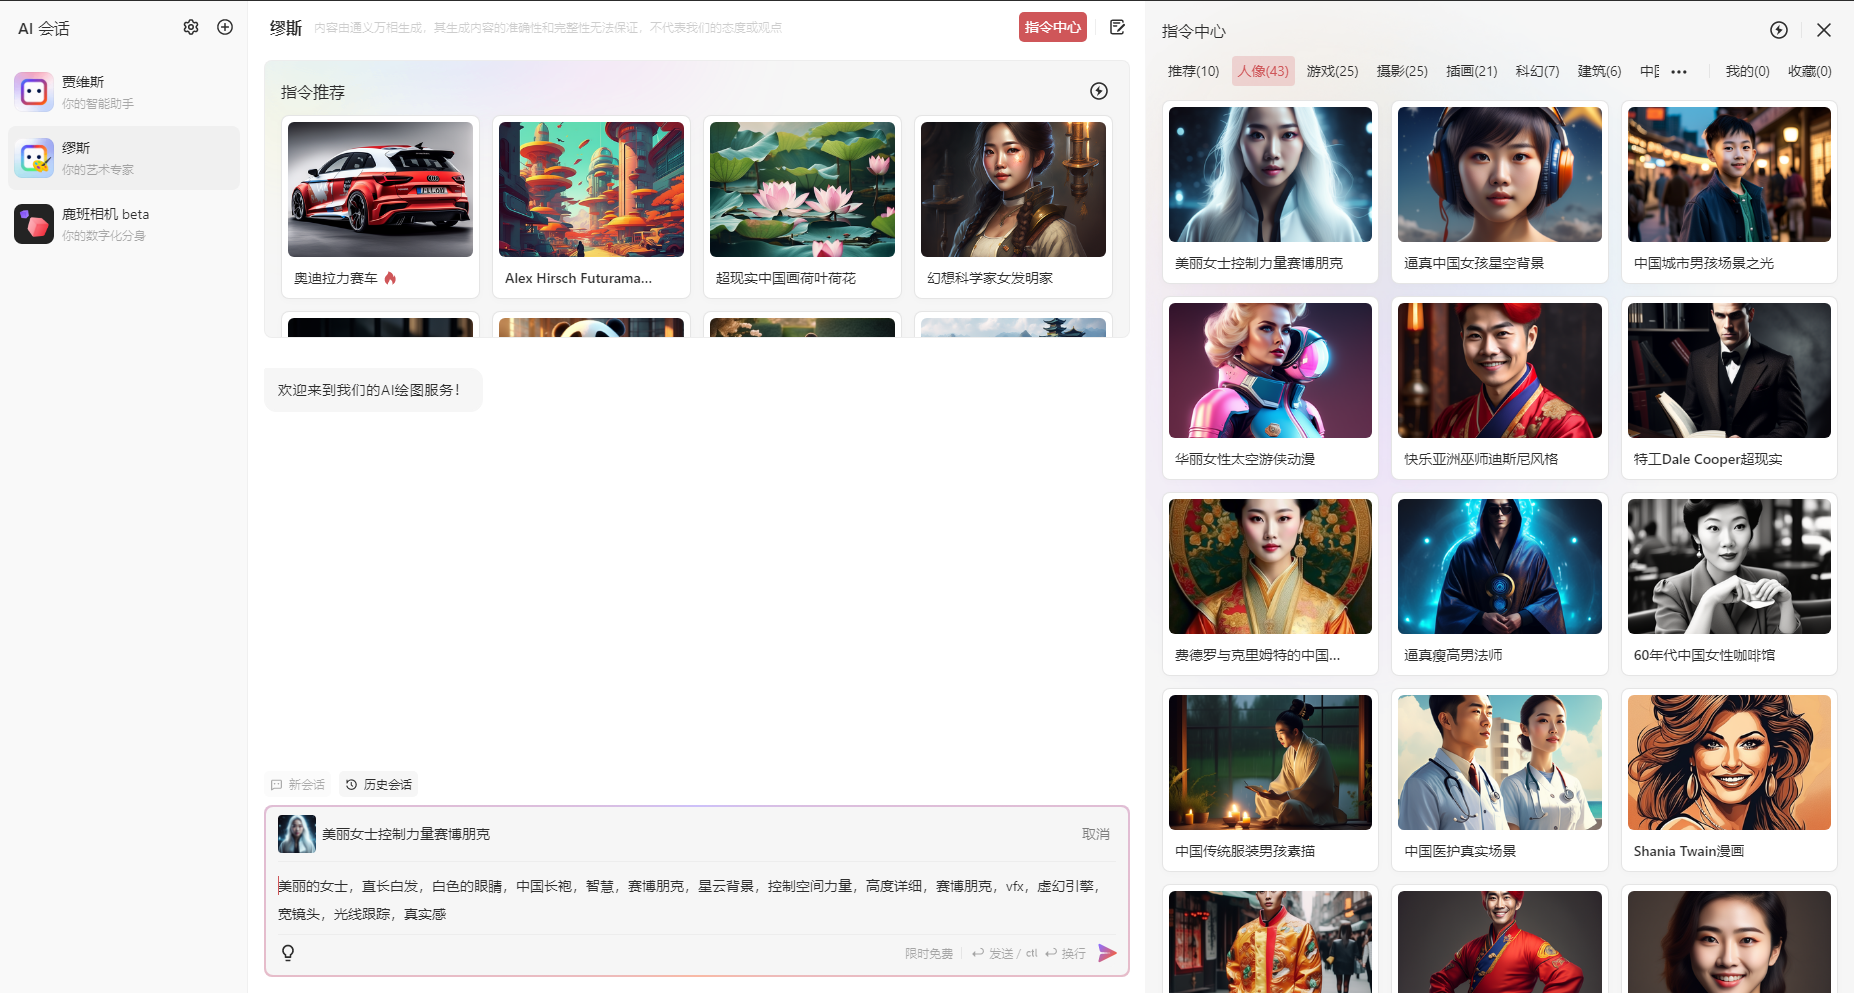 AI 会话
贾维斯
你的智能助手
缪斯
你的艺术专家
鹿班相机 beta
你的数字化分身
缪斯
内容由通义万相生成，其生成内容的准确性和完整性无法保证，不代表我们的态度或观点
指令中心
指令推荐
奥迪拉力赛车
Alex Hirsch Futurama...
超现实中国画荷叶荷花
幻想科学家女发明家
欢迎来到我们的AI绘图服务！
新会话
历史会话
美丽女士控制力量赛博朋克
取消
美丽的女士，直长白发，白色的眼睛，中国长袍，智慧，赛博朋克，星云背景，控制空间力量，高度详细，赛博朋克，vfx，虚幻引擎，
宽镜头，光线跟踪，真实感
限时免费
发送 / ctl 换行
指令中心
推荐(10) 人像(43) 游戏(25) 摄影(25) 插画(21) 科幻(7) 建筑(6) 中 我的(0) 收藏(0)
美丽女士控制力量赛博朋克
逼真中国女孩星空背景
中国城市男孩场景之光
华丽女性太空游侠动漫
快乐亚洲巫师迪斯尼风格
特工Dale Cooper超现实
费德罗与克里姆特的中国...
逼真瘦高男法师
60年代中国女性咖啡馆
中国传统服装男孩素描
中国医护真实场景
Shania Twain漫画